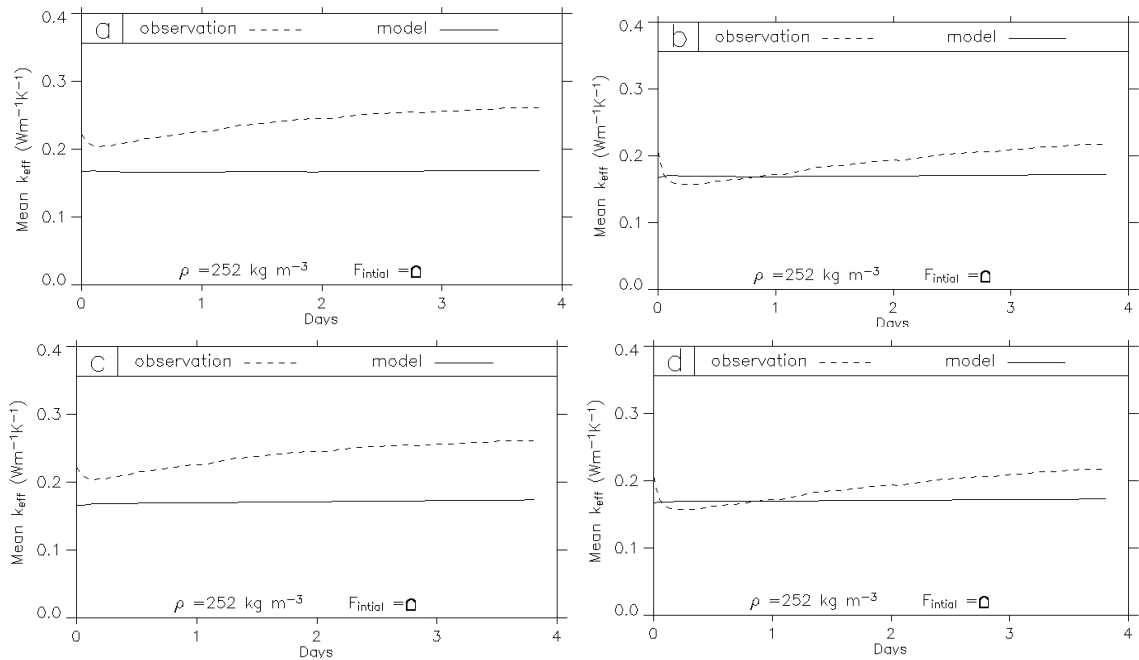 a observation model
Mean k_eff (Wm⁻¹K⁻¹)
0.4
0.3
0.2
0.1
0.0
ρ =252 kg m⁻³ F_intial =
0 1 2 3 4
Days
b observation model
Mean k_eff (Wm⁻¹K⁻¹)
0.4
0.3
0.2
0.1
0.0
ρ =252 kg m⁻³ F_intial =
0 1 2 3 4
Days
c observation model
Mean k_eff (Wm⁻¹K⁻¹)
0.4
0.3
0.2
0.1
0.0
ρ =252 kg m⁻³ F_intial =
0 1 2 3 4
Days
d observation model
Mean k_eff (Wm⁻¹K⁻¹)
0.4
0.3
0.2
0.1
0.0
ρ =252 kg m⁻³ F_intial =
0 1 2 3 4
Days